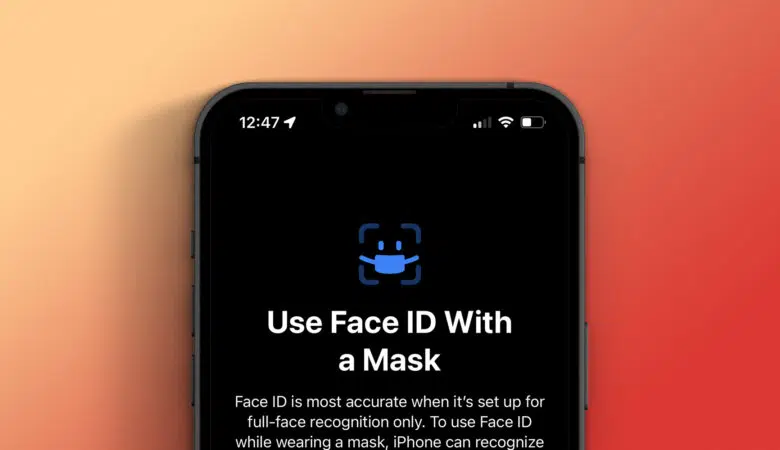 12:47
Use Face ID With
a Mask
Face ID is most accurate when it's set up for
full-face recognition only. To use Face ID
while wearing a mask, iPhone can recognize